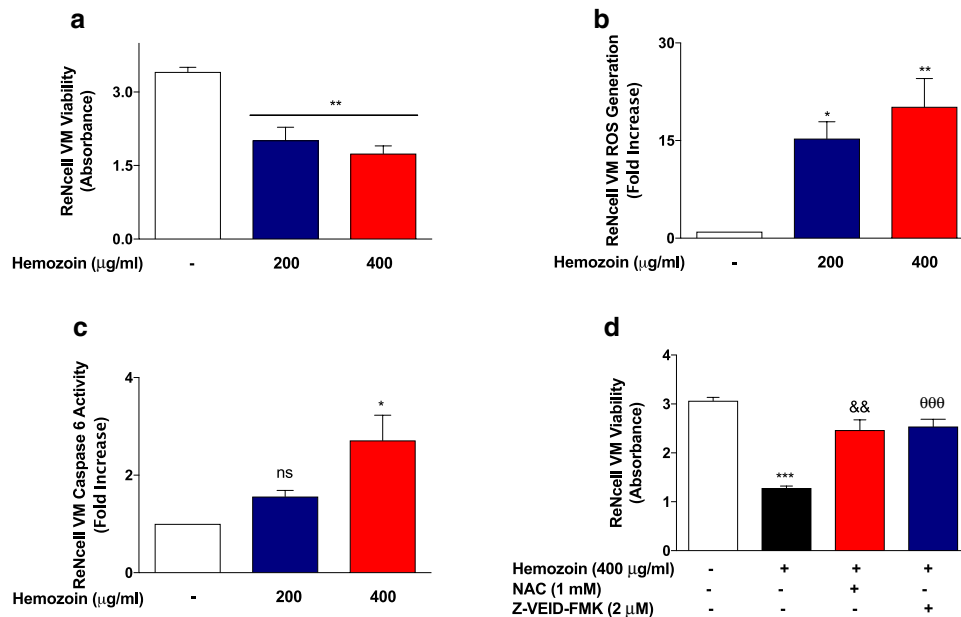 a
ReNcell VM Viability
(Absorbance)
3.0
1.5
0.0
**
Hemozoin (μg/ml)
-
200
400
b
ReNcell VM ROS Generation
(Fold Increase)
30
15
0
*
**
Hemozoin (μg/ml)
-
200
400
c
ReNcell VM Caspase 6 Activity
(Fold Increase)
4
2
0
ns
*
Hemozoin (μg/ml)
-
200
400
d
ReNcell VM Viability
(Absorbance)
4
3
2
1
0
***
&&
θθθ
Hemozoin (400 μg/ml) - + + +
NAC (1 mM) - - + -
Z-VEID-FMK (2 μM) - - - +